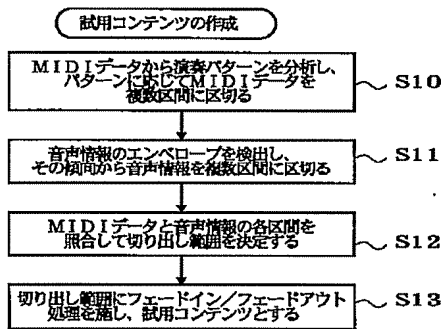 試用コンテンツの作成
MIDIデータから演奏パターンを分析し、
パターンに応じてMIDIデータを
複数区間に区切る
S10
音声情報のエンベロープを検出し、
その傾向から音声情報を複数区間に区切る
S11
MIDIデータと音声情報の各区間を
照合して切り出し範囲を決定する
S12
切り出し範囲にフェードイン/フェードアウト
処理を施し、試用コンテンツとする
S13